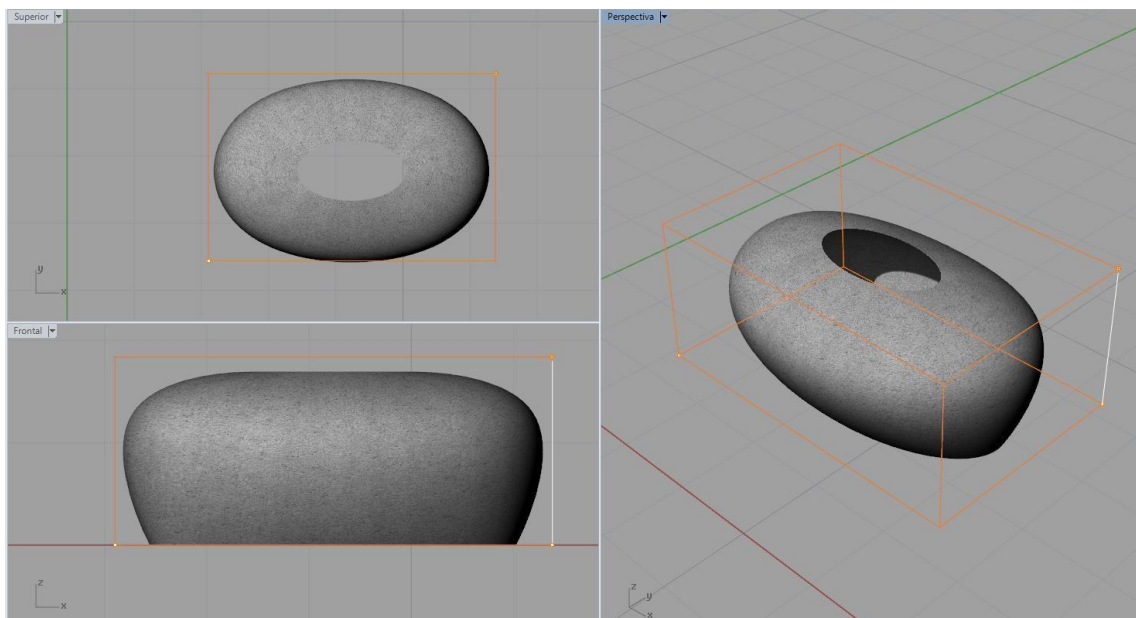 Superior
Perspectiva
y
x
Frontal
z
x
z
y
x